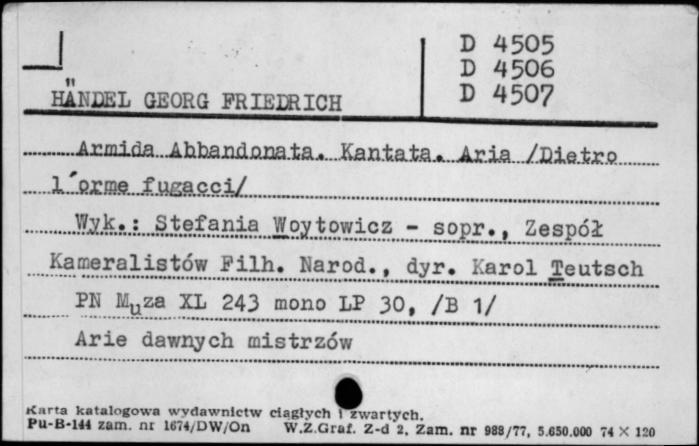 D 4505
D 4506
D 4507
HÄNDEL GEORG FRIEDRICH
Armida Abbandonata. Kantata. Aria /Dietro
l´orme fugacci/
Wyk.: Stefania Woytowicz - sopr., Zespół
Kameralistów Filh. Narod., dyr. Karol Teutsch
PN Muza XL 243 mono LP 30, /B 1/
Arie dawnych mistrzów
Karta katalogowa wydawnictw ciągłych i zwartych.
Pu-B-144 zam. nr 1674/DW/On W.Z.Graf. Z-d 2. Zam. nr 988/77, 5.650.000 74 × 120